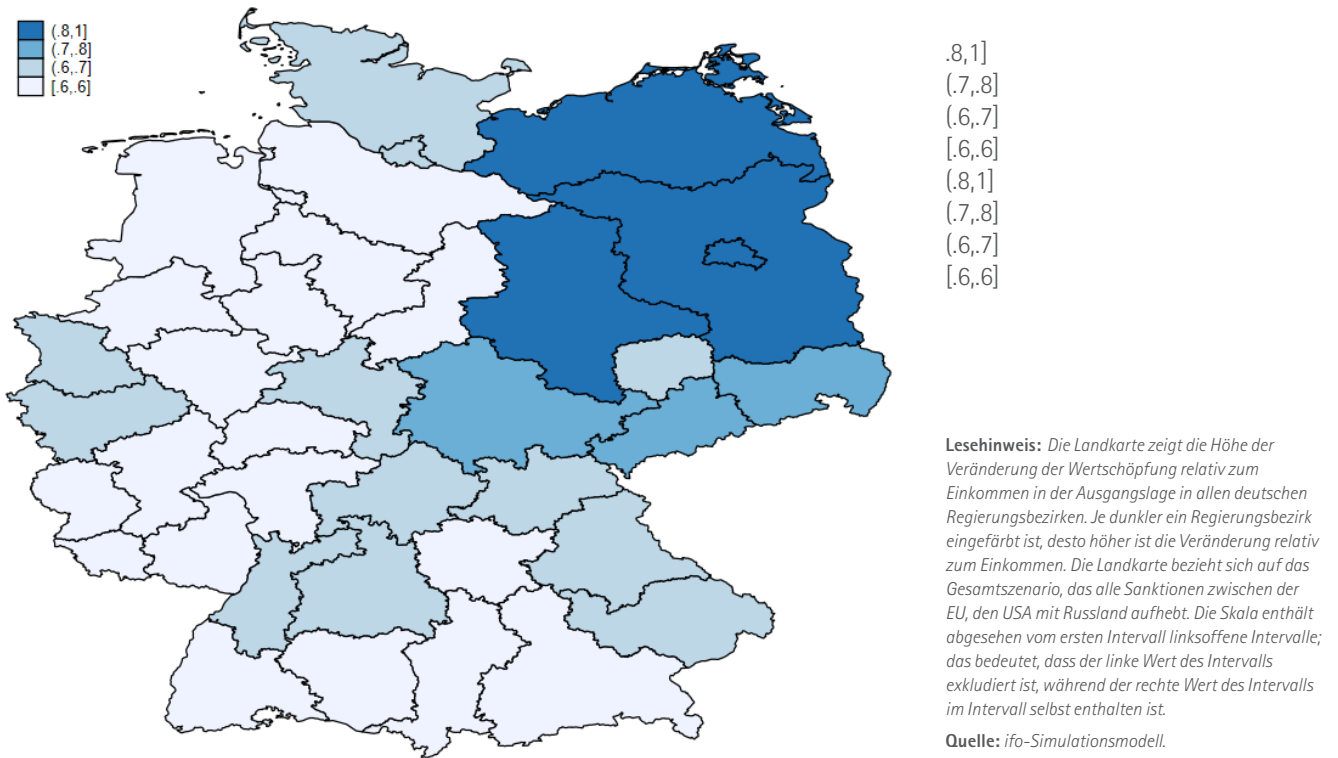 (.8,1]
(.7,.8]
(.6,.7]
[.6,.6]
.8,1]
(.7,.8]
(.6,.7]
[.6,.6]
(.8,1]
(.7,.8]
(.6,.7]
[.6,.6]
Lesehinweis: Die Landkarte zeigt die Höhe der
Veränderung der Wertschöpfung relativ zum
Einkommen in der Ausgangslage in allen deutschen
Regierungsbezirken. Je dunkler ein Regierungsbezirk
eingefärbt ist, desto höher ist die Veränderung relativ
zum Einkommen. Die Landkarte bezieht sich auf das
Gesamtszenario, das alle Sanktionen zwischen der
EU, den USA mit Russland aufhebt. Die Skala enthält
abgesehen vom ersten Intervall linksoffene Intervalle;
das bedeutet, dass der linke Wert des Intervalls
exkludiert ist, während der rechte Wert des Intervalls
im Intervall selbst enthalten ist.
Quelle: ifo-Simulationsmodell.